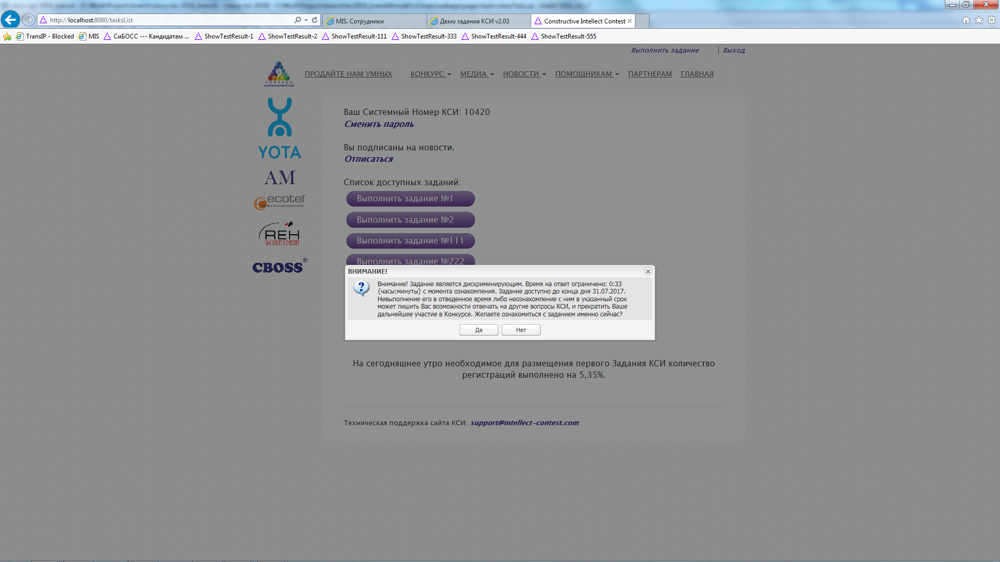 http://localhost:8080/tasksList
MIS. Сотрудники
Демо задания КСИ v2.03
Constructive Intellect Contest
TransIP - Blocked
MIS
СиБОСС --- Кандидатам ...
ShowTestResult-1
ShowTestResult-2
ShowTestResult-111
ShowTestResult-333
ShowTestResult-444
ShowTestResult-555
Выполнить задание
Выход
КОНКУРС
intellect-contest.com
ПРОДАЙТЕ НАМ УМНЫХ
КОНКУРС
МЕДИА
НОВОСТИ
ПОМОЩНИКАМ
ПАРТНЕРАМ
ГЛАВНАЯ
YOTA
AM
ecotel
all around communication
REH
CBOSS®
Ваш Системный Номер КСИ: 10420
Сменить пароль
Вы подписаны на новости.
Отписаться
Список доступных заданий:
Выполнить задание №1
Выполнить задание №2
Выполнить задание №111
Выполнить задание №222
ВНИМАНИЕ!
Внимание! Задание является дискриминирующим. Время на ответ ограничено: 0:33
{часы:минуты} с момента ознакомления. Задание доступно до конца дня 31.07.2017.
Невыполнение его в отведенное время либо неознакомление с ним в указанный срок
может лишить Вас возможности отвечать на другие вопросы КСИ, и прекратить Ваше
дальнейшее участие в Конкурсе. Желаете ознакомиться с заданием именно сейчас?
Да
Нет
На сегодняшнее утро необходимое для размещения первого Задания КСИ количество
регистраций выполнено на 5,35%.
Техническая поддержка сайта КСИ: support@intellect-contest.com